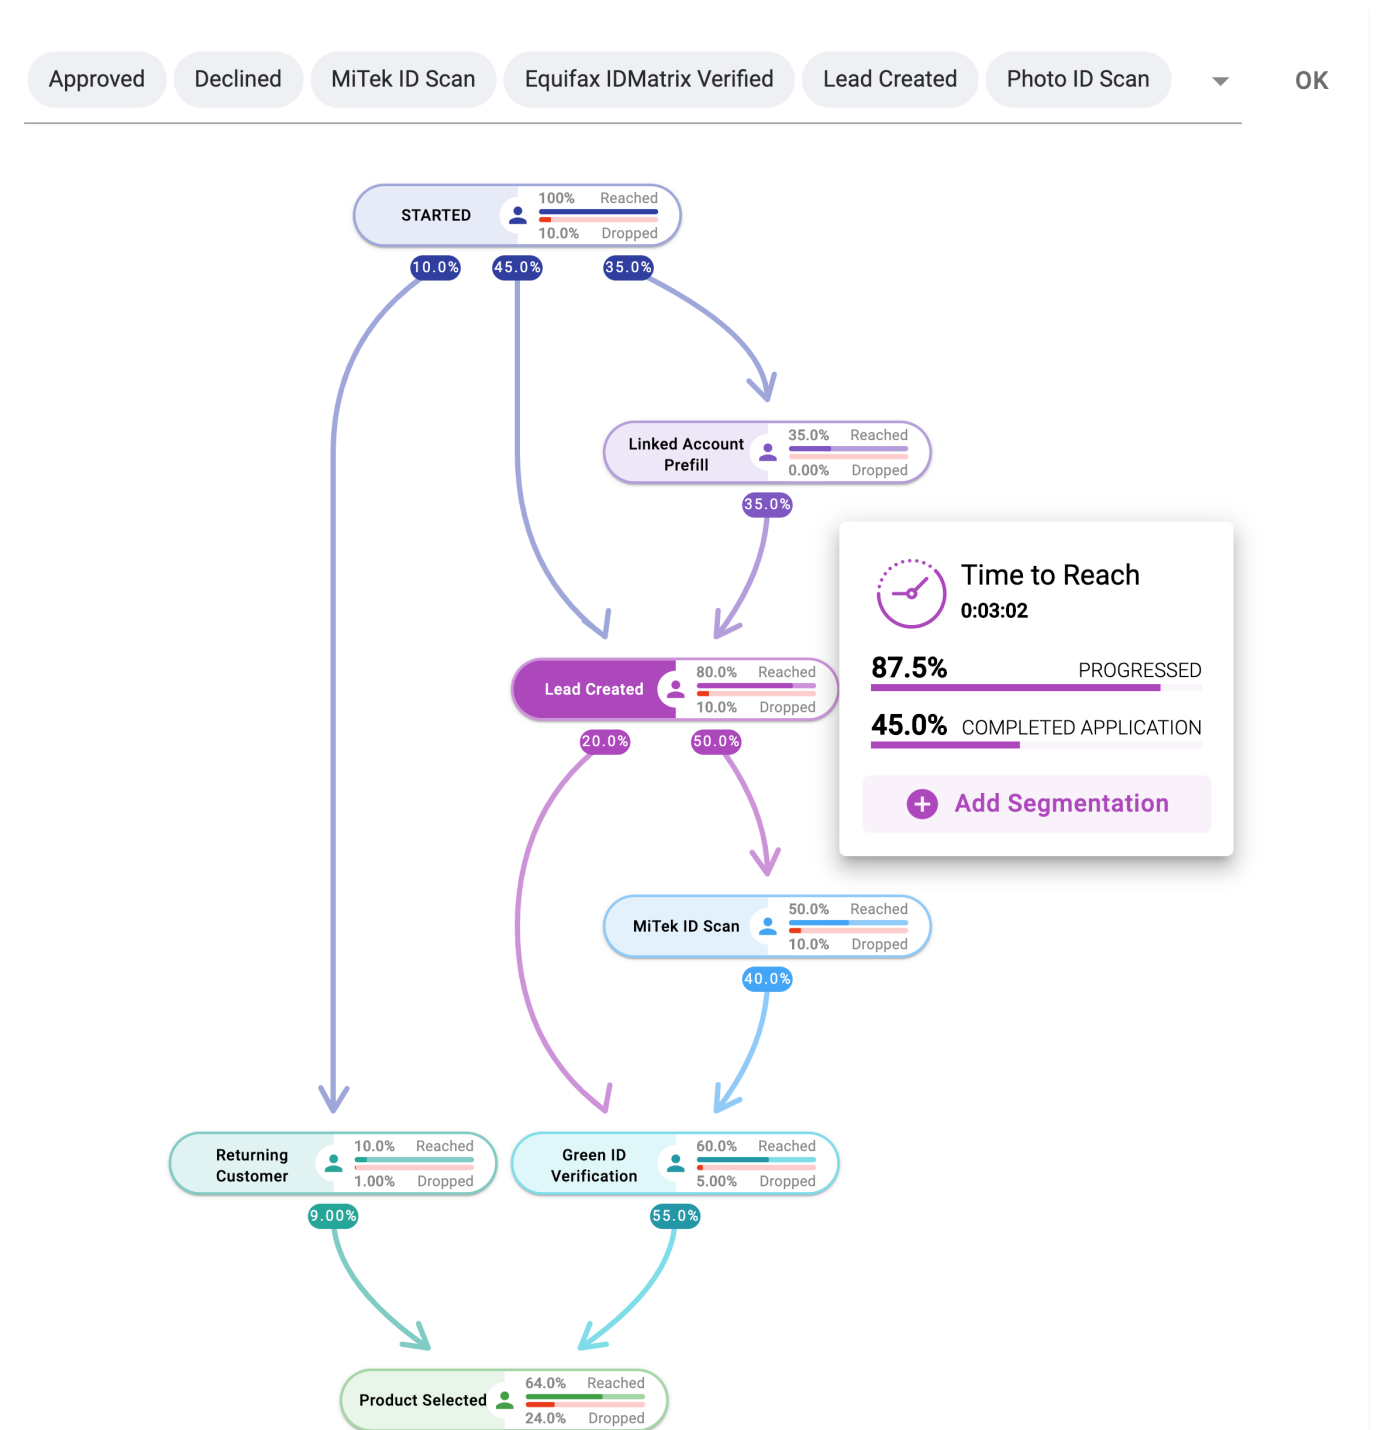 Approved
Declined
MiTek ID Scan
Equifax IDMatrix Verified
Lead Created
Photo ID Scan
OK
STARTED
100% Reached
10.0% Dropped
10.0%
45.0%
35.0%
Linked Account
Prefill
35.0% Reached
0.00% Dropped
35.0%
Time to Reach
0:03:02
87.5% PROGRESSED
45.0% COMPLETED APPLICATION
Add Segmentation
Lead Created
80.0% Reached
10.0% Dropped
20.0%
50.0%
MiTek ID Scan
50.0% Reached
10.0% Dropped
40.0%
Returning
Customer
10.0% Reached
1.00% Dropped
9.00%
Green ID
Verification
60.0% Reached
5.00% Dropped
55.0%
Product Selected
64.0% Reached
24.0% Dropped